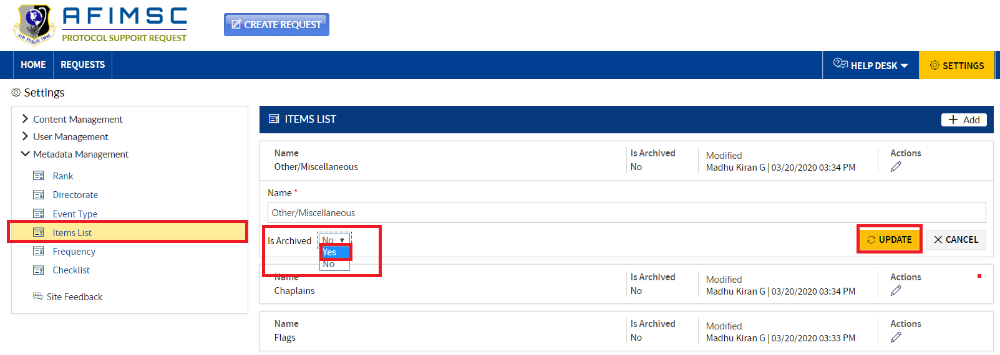 AFIMSC
PROTOCOL SUPPORT REQUEST
AIR FORCE IMSC
CREATE REQUEST
HOME
REQUESTS
HELP DESK
SETTINGS
Settings
Content Management
User Management
Metadata Management
Rank
Directorate
Event Type
Items List
Frequency
Checklist
Site Feedback
ITEMS LIST
Add
Name Is Archived Modified Actions
Other/Miscellaneous No Madhu Kiran G | 03/20/2020 03:34 PM
Name *
Other/Miscellaneous
Is Archived No
Yes
No
UPDATE
CANCEL
Name Is Archived Modified Actions
Chaplains No Madhu Kiran G | 03/20/2020 03:34 PM
Name Is Archived Modified Actions
Flags No Madhu Kiran G | 03/20/2020 03:33 PM